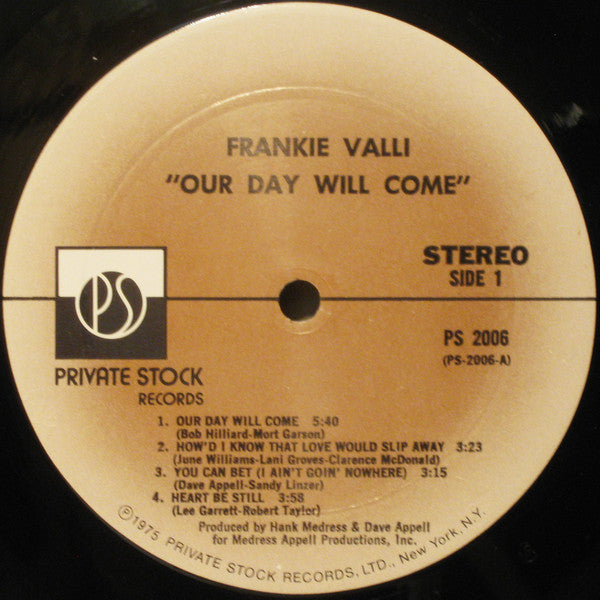 FRANKIE VALLI
"OUR DAY WILL COME"
STEREO
SIDE 1
PS
PS 2006
(PS-2006-A)
PRIVATE STOCK
RECORDS
1. OUR DAY WILL COME 5:40
(Bob Hilliard-Mort Garson)
2. HOW'D I KNOW THAT LOVE WOULD SLIP AWAY 3:23
(June Williams-Lani Groves-Clarence McDonald)
3. YOU CAN BET (I AIN'T GOIN' NOWHERE) 3:15
(Dave Appell-Sandy Linzer)
4. HEART BE STILL 3:58
(Lee Garrett-Robert Taylor)
Produced by Hank Medress & Dave Appell
for Medress Appell Productions, Inc.
Ⓟ1975 PRIVATE STOCK RECORDS, LTD., New York, N.Y.